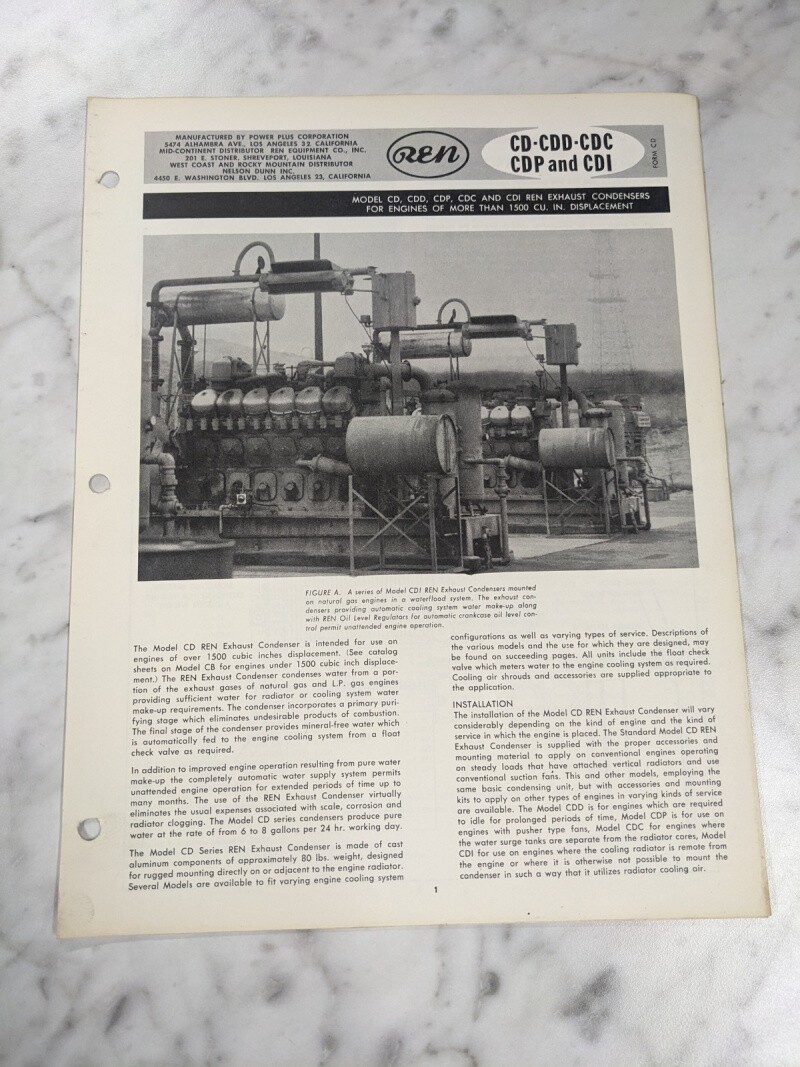 MANUFACTURED BY POWER PLUS CORPORATION
5474 ALHAMBRA AVE., LOS ANGELES 32, CALIFORNIA
MID-CONTINENT DISTRIBUTOR REN EQUIPMENT CO., INC.
201 E. STONER, SHREVEPORT, LOUISIANA
WEST COAST AND ROCKY MOUNTAIN DISTRIBUTOR
NELSON DUNN INC.
4450 E. WASHINGTON BLVD. LOS ANGELES 23, CALIFORNIA
REN
CD·CDD·CDC
CDP and CDI
FORM CD
MODEL CD, CDD, CDP, CDC AND CDI REN EXHAUST CONDENSERS
FOR ENGINES OF MORE THAN 1500 CU. IN. DISPLACEMENT
FIGURE A. A series of Model CDI REN Exhaust Condensers mounted
on natural gas engines in a waterflood system. The exhaust con-
densers providing automatic cooling system water make-up along
with REN Oil Level Regulators for automatic crankcase oil level con-
trol permit unattended engine operation.
The Model CD REN Exhaust Condenser is intended for use on
engines of over 1500 cubic inches displacement. (See catalog
sheets on Model CB for engines under 1500 cubic inch displace-
ment.) The REN Exhaust Condenser condenses water from a por-
tion of the exhaust gases of natural gas and L.P. gas engines
providing sufficient water for radiator or cooling system water
make-up requirements. The condenser incorporates a primary puri-
fying stage which eliminates undesirable products of combustion.
The final stage of the condenser provides mineral-free water which
is automatically fed to the engine cooling system from a float
check valve as required.
In addition to improved engine operation resulting from pure water
make-up the completely automatic water supply system permits
unattended engine operation for extended periods of time up to
many months. The use of the REN Exhaust Condenser virtually
eliminates the usual expenses associated with scale, corrosion and
radiator clogging. The Model CD series condensers produce pure
water at the rate of from 6 to 8 gallons per 24 hr. working day.
The Model CD Series REN Exhaust Condenser is made of cast
aluminum components of approximately 80 lbs. weight, designed
for rugged mounting directly on or adjacent to the engine radiator.
Several Models are available to fit varying engine cooling system
configurations as well as varying types of service. Descriptions of
the various models and the use for which they are designed, may
be found on succeeding pages. All units include the float check
valve which meters water to the engine cooling system as required.
Cooling air shrouds and accessories are supplied appropriate to
the application.
INSTALLATION
The installation of the Model CD REN Exhaust Condenser will vary
considerably depending on the kind of engine and the kind of
service in which the engine is placed. The Standard Model CD REN
Exhaust Condenser is supplied with the proper accessories and
mounting material to apply on conventional engines operating
on steady loads that have attached vertical radiators and use
conventional suction fans. This and other models, employing the
same basic condensing unit, but with accessories and mounting
kits to apply on other types of engines in varying kinds of service
are available. The Model CDD is for engines which are required
to idle for prolonged periods of time, Model CDP is for use on
engines with pusher type fans, Model CDC for engines where
the water surge tanks are separate from the radiator cores, Model
CDI for use on engines where the cooling radiator is remote from
the engine or where it is otherwise not possible to mount the
condenser in such a way that it utilizes radiator cooling air.
1